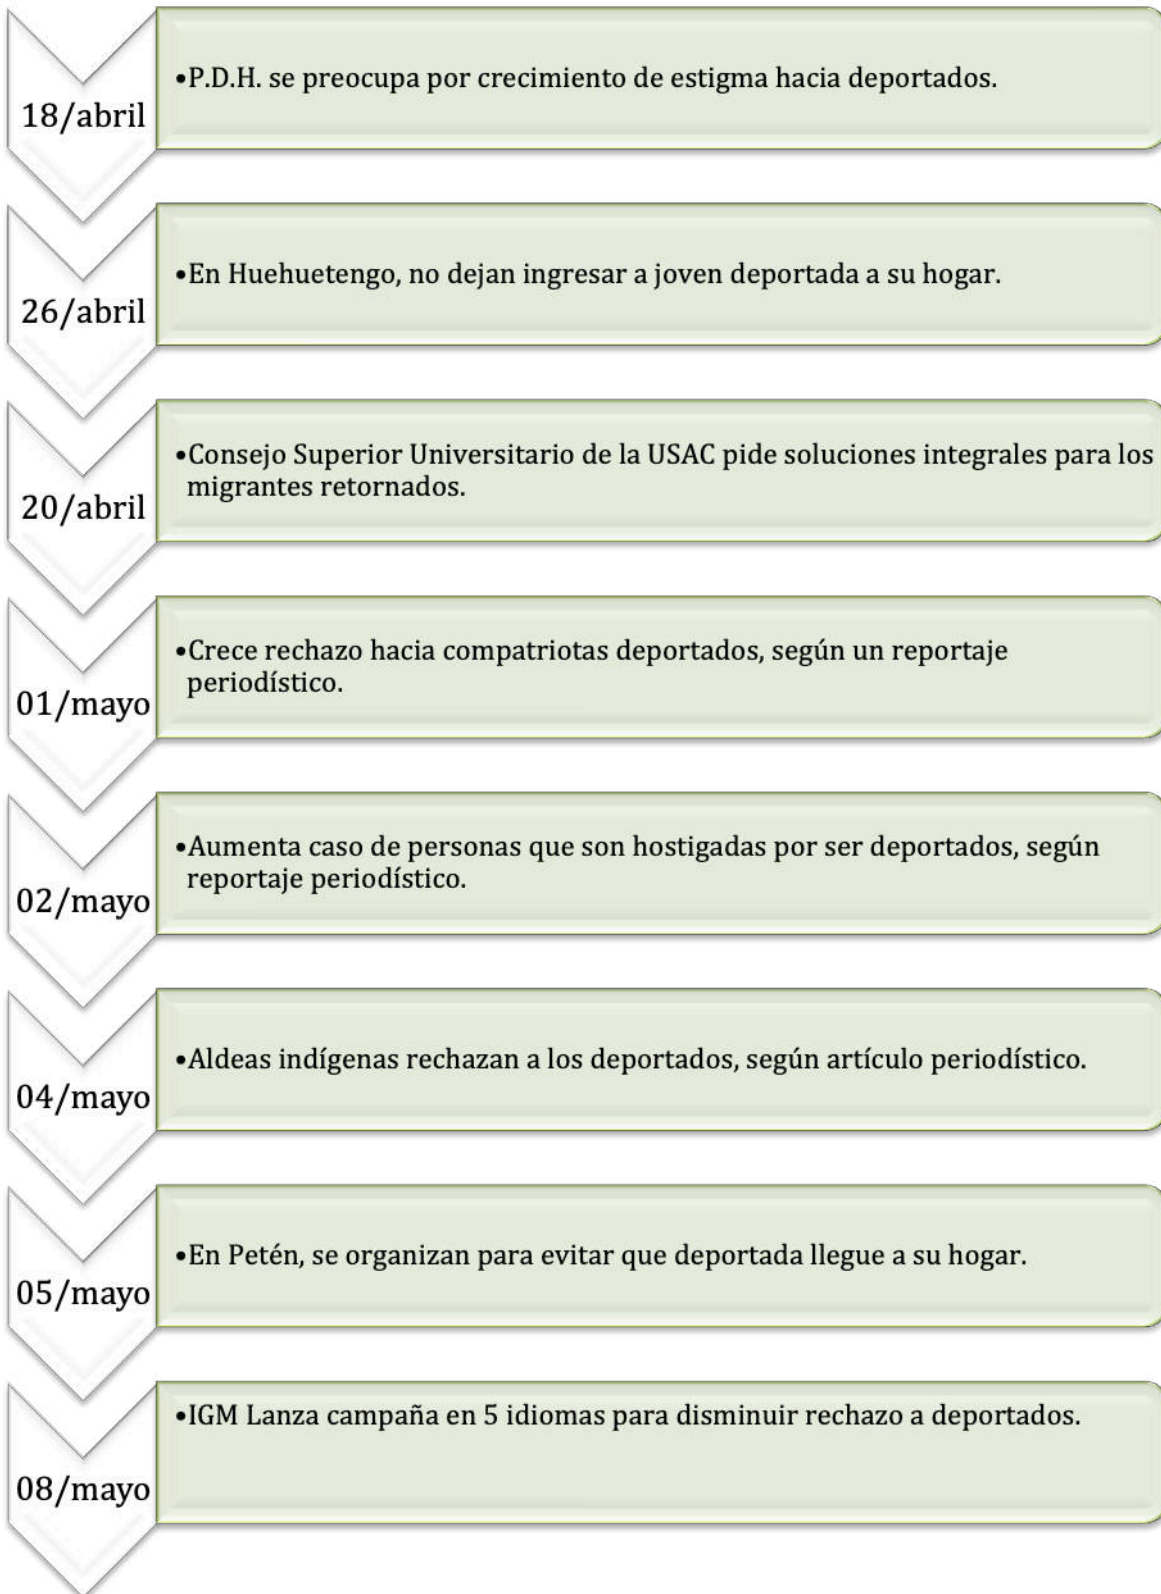 18/abril
•P.D.H. se preocupa por crecimiento de estigma hacia deportados.
26/abril
•En Huehuetengo, no dejan ingresar a joven deportada a su hogar.
20/abril
•Consejo Superior Universitario de la USAC pide soluciones integrales para los
migrantes retornados.
01/mayo
•Crece rechazo hacia compatriotas deportados, según un reportaje
periodístico.
02/mayo
•Aumenta caso de personas que son hostigadas por ser deportados, según
reportaje periodístico.
04/mayo
•Aldeas indígenas rechazan a los deportados, según artículo periodístico.
05/mayo
•En Petén, se organizan para evitar que deportada llegue a su hogar.
08/mayo
•IGM Lanza campaña en 5 idiomas para disminuir rechazo a deportados.